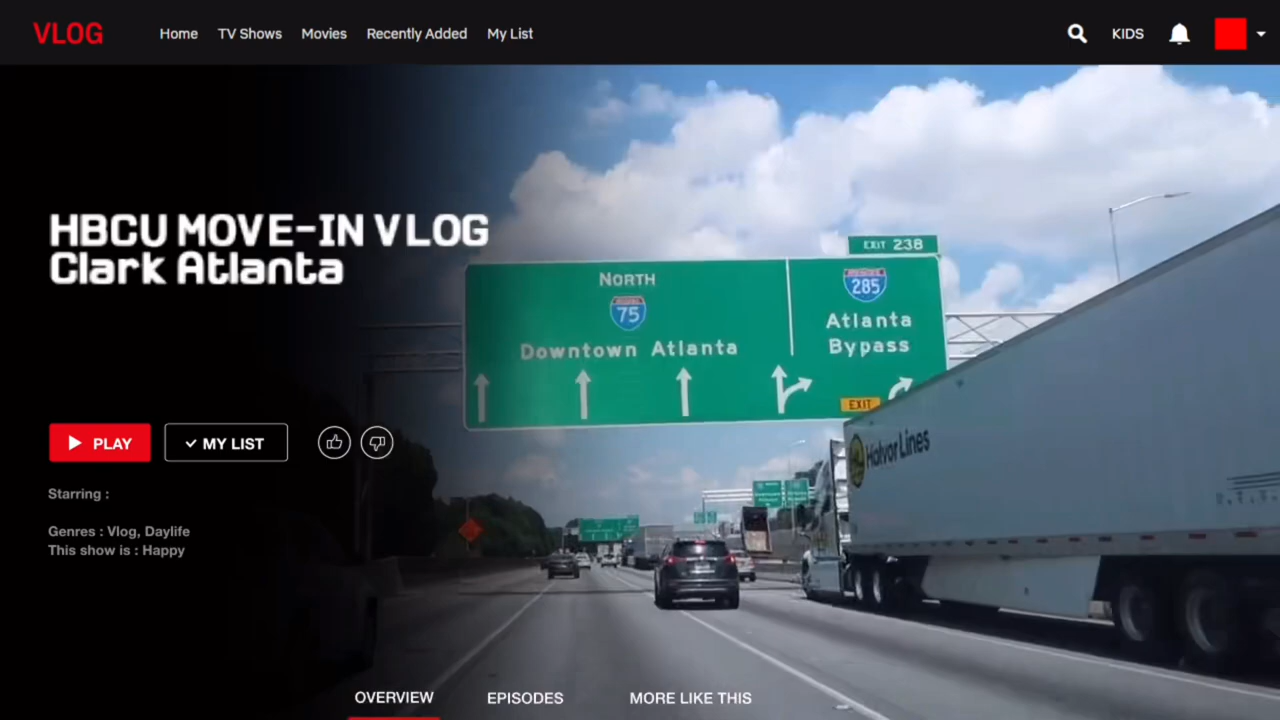 VLOG
Home TV Shows Movies Recently Added My List
KIDS
HBCU MOVE-IN VLOG
Clark Atlanta
EXIT 238
NORTH
75
Downtown Atlanta
285
Atlanta
Bypass
EXIT
Halvor Lines
PLAY
MY LIST
Starring :
Genres : Vlog, Daylife
This show is : Happy
OVERVIEW EPISODES MORE LIKE THIS